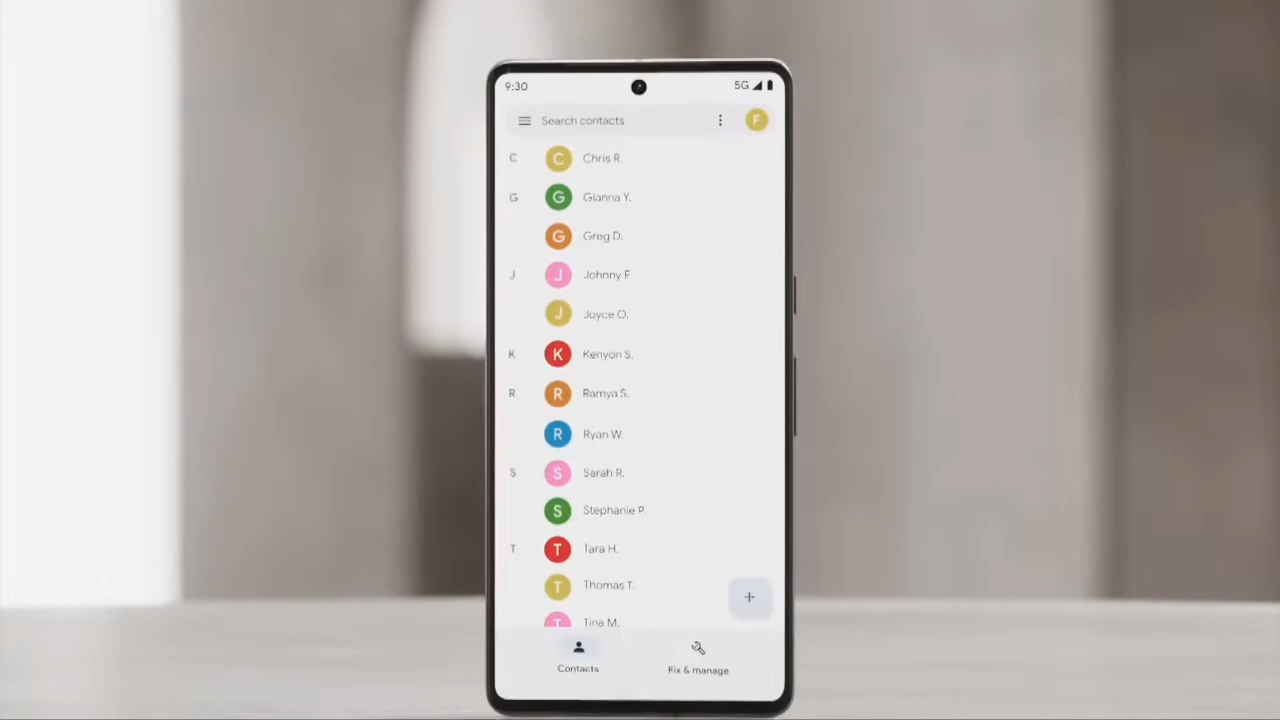 9:30 5G
Search contacts F
C C Chris R.
G G Gianna Y.
G Greg D.
J J Johnny F
J Joyce O.
K K Kenyon S.
R R Ramya S.
R Ryan W.
S S Sarah R.
S Stephanie P.
T T Tara H.
T Thomas T.
T Tina M.
Contacts Fix & manage